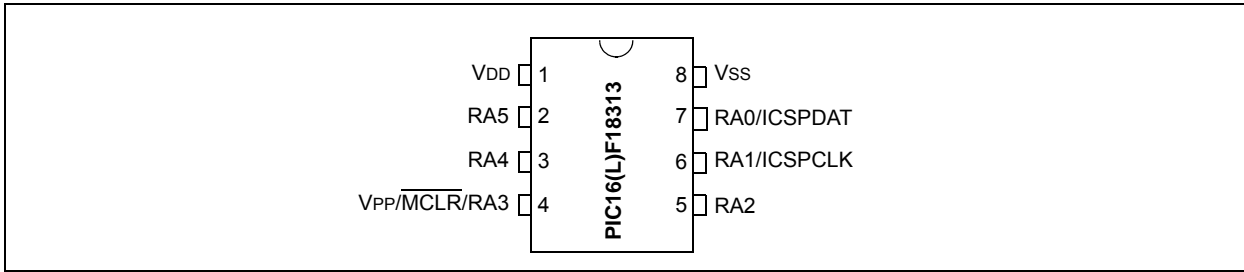 VDD 1 8 VSS
RA5 2 7 RA0/ICSPDAT
RA4 3 6 RA1/ICSPCLK
VPP/MCLR/RA3 4 5 RA2
PIC16(L)F18313